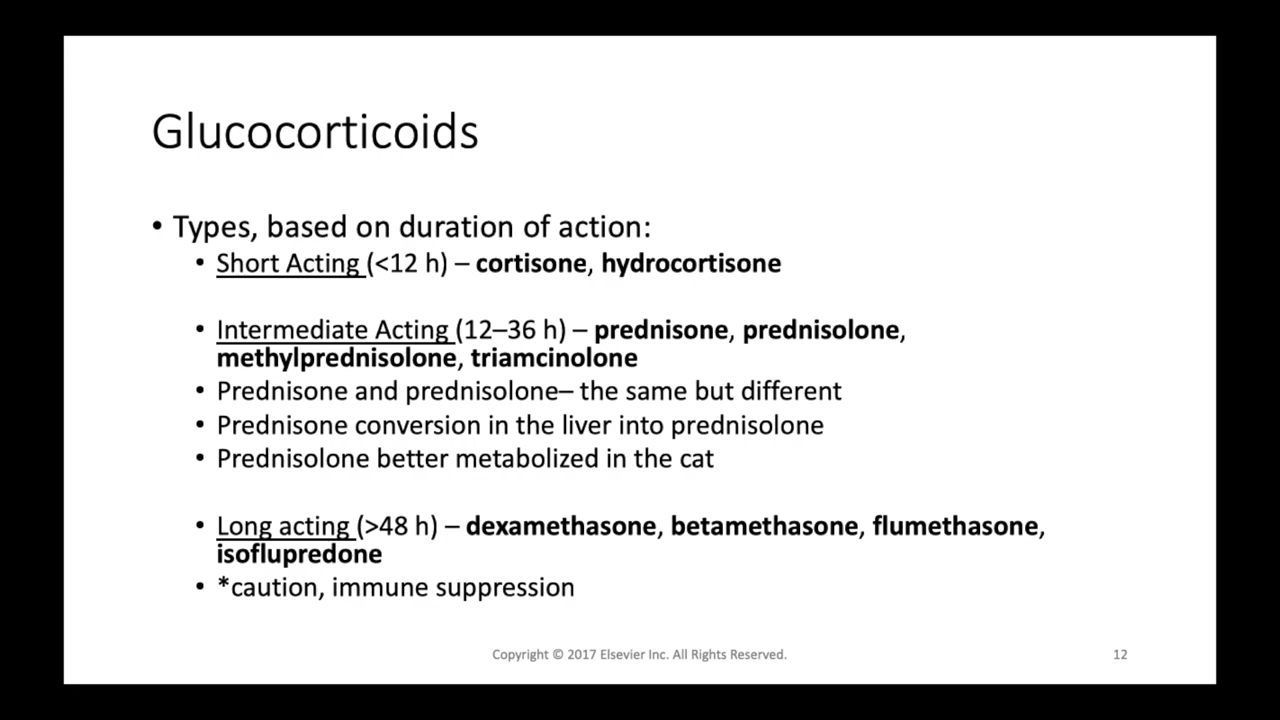 Glucocorticoids
• Types, based on duration of action:
• Short Acting (<12 h) – cortisone, hydrocortisone
• Intermediate Acting (12–36 h) – prednisone, prednisolone,
methylprednisolone, triamcinolone
• Prednisone and prednisolone– the same but different
• Prednisone conversion in the liver into prednisolone
• Prednisolone better metabolized in the cat
• Long acting (>48 h) – dexamethasone, betamethasone, flumethasone,
isoflupredone
• *caution, immune suppression
Copyright © 2017 Elsevier Inc. All Rights Reserved.
12